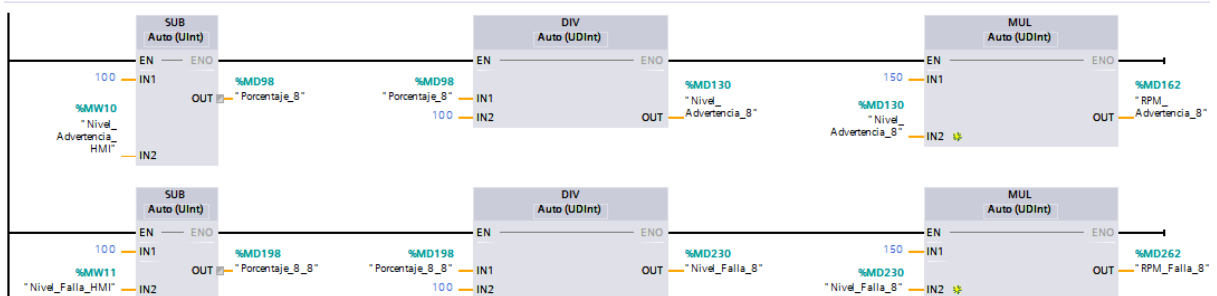 SUB
Auto (UInt)
EN ENO
100 IN1
%MD98
OUT "Porcentaje_8"
%MW10
"Nivel_
Advertencia_
HMI"
IN2
DIV
Auto (UDInt)
EN ENO
%MD98
"Porcentaje_8" IN1
100 IN2
%MD130
"Nivel_
OUT Advertencia_8"
MUL
Auto (UDInt)
EN ENO
150 IN1
%MD130
"Nivel_
Advertencia_8"
IN2
%MD162
"RPM_
OUT Advertencia_8"
SUB
Auto (UInt)
EN ENO
100 IN1
%MD198
OUT "Porcentaje_8_8"
%MW11
"Nivel_Falla_HMI" IN2
DIV
Auto (UDInt)
EN ENO
%MD198
"Porcentaje_8_8" IN1
100 IN2
%MD230
OUT "Nivel_Falla_8"
MUL
Auto (UDInt)
EN ENO
150 IN1
%MD230
"Nivel_Falla_8" IN2
%MD262
OUT "RPM_Falla_8"